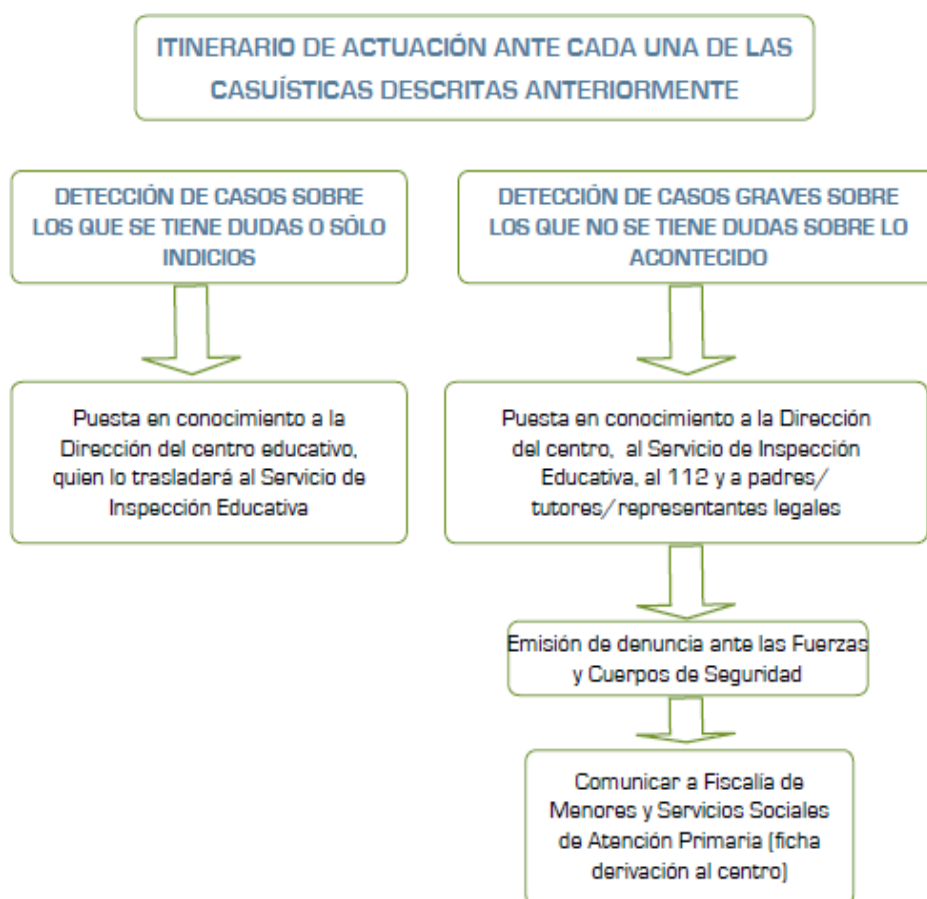 ITINERARIO DE ACTUACIÓN ANTE CADA UNA DE LAS
CASUÍSTICAS DESCRITAS ANTERIORMENTE
DETECCIÓN DE CASOS SOBRE
LOS QUE SE TIENE DUDAS O SÓLO
INDICIOS
DETECCIÓN DE CASOS GRAVES SOBRE
LOS QUE NO SE TIENE DUDAS SOBRE LO
ACONTECIDO
Puesta en conocimiento a la
Dirección del centro educativo,
quien lo trasladará al Servicio de
Inspección Educativa
Puesta en conocimiento a la Dirección
del centro, al Servicio de Inspección
Educativa, al 112 y a padres/
tutores/representantes legales
Emisión de denuncia ante las Fuerzas
y Cuerpos de Seguridad
Comunicar a Fiscalía de
Menores y Servicios Sociales
de Atención Primaria (ficha
derivación al centro)